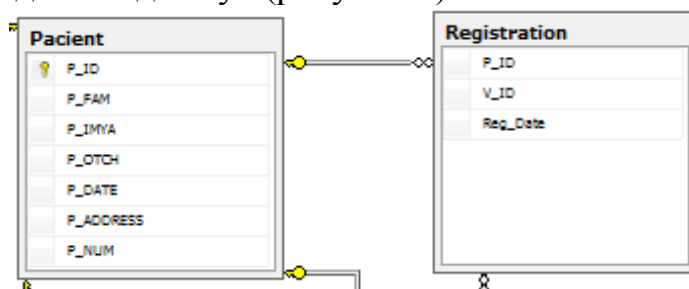 Pacient
P_ID
P_FAM
P_IMYA
P_OTCH
P_DATE
P_ADDRESS
P_NUM
Registration
P_ID
V_ID
Reg_Date